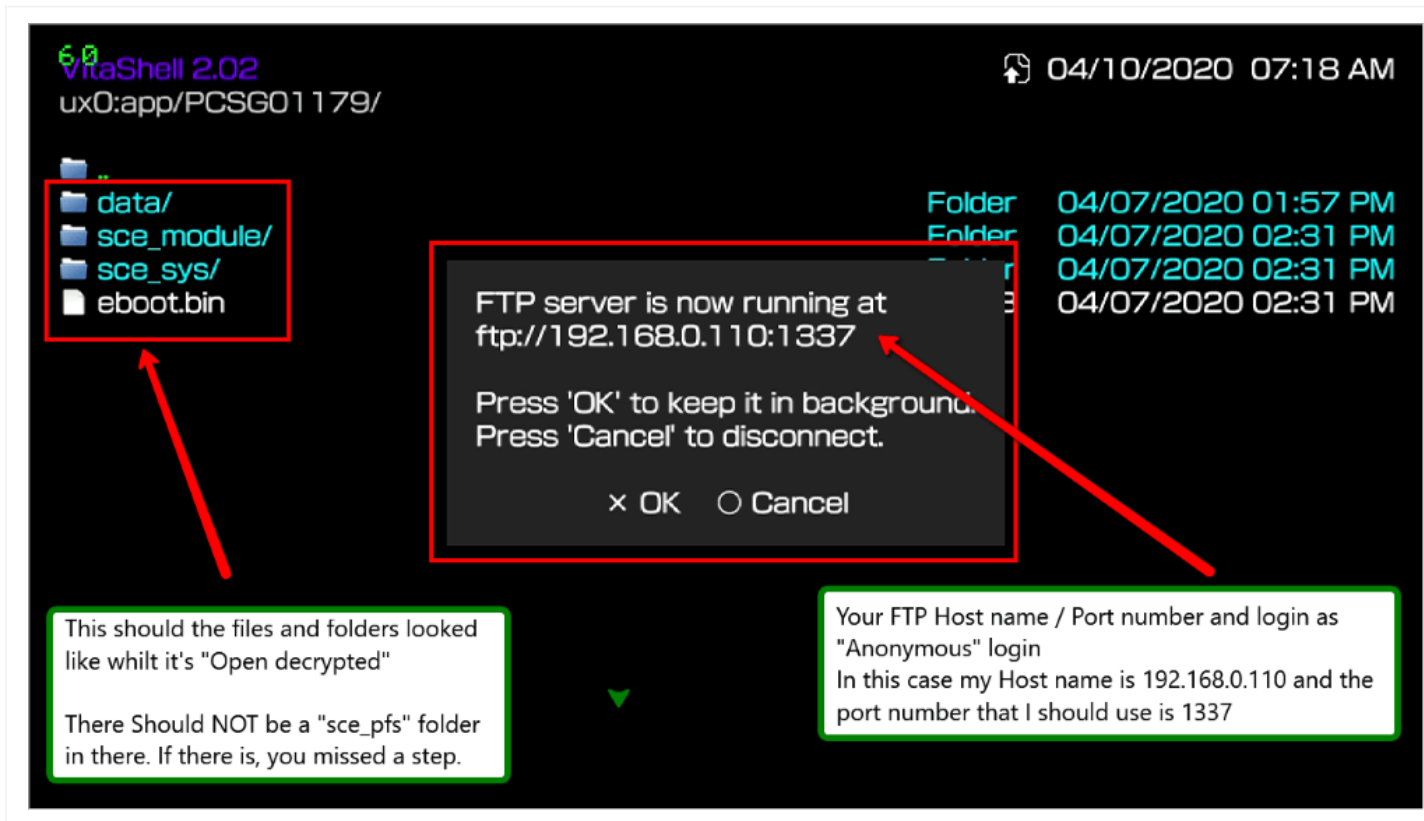 60
VitaShell 2.02
04/10/2020 07:18 AM
ux0:app/PCSG01179/
..
data/ Folder 04/07/2020 01:57 PM
sce_module/ Folder 04/07/2020 02:31 PM
sce_sys/ 04/07/2020 02:31 PM
eboot.bin 04/07/2020 02:31 PM
FTP server is now running at
ftp://192.168.0.110:1337
Press 'OK' to keep it in background.
Press 'Cancel' to disconnect.
× OK ○ Cancel
This should the files and folders looked
like whilt it's "Open decrypted"
There Should NOT be a "sce_pfs" folder
in there. If there is, you missed a step.
Your FTP Host name / Port number and login as
"Anonymous" login
In this case my Host name is 192.168.0.110 and the
port number that I should use is 1337